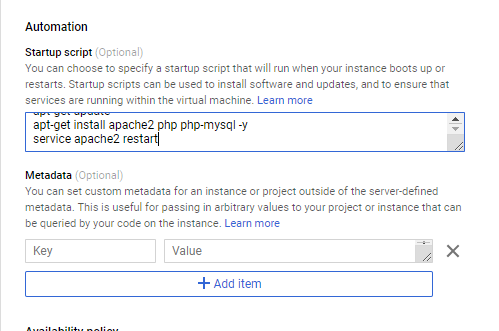 Automation
Startup script (Optional)
You can choose to specify a startup script that will run when your instance boots up or
restarts. Startup scripts can be used to install software and updates, and to ensure that
services are running within the virtual machine. Learn more
apt-get update
apt-get install apache2 php php-mysql -y
service apache2 restart
Metadata (Optional)
You can set custom metadata for an instance or project outside of the server-defined
metadata. This is useful for passing in arbitrary values to your project or instance that can
be queried by your code on the instance. Learn more
Key
Value
+ Add item
Availability policy